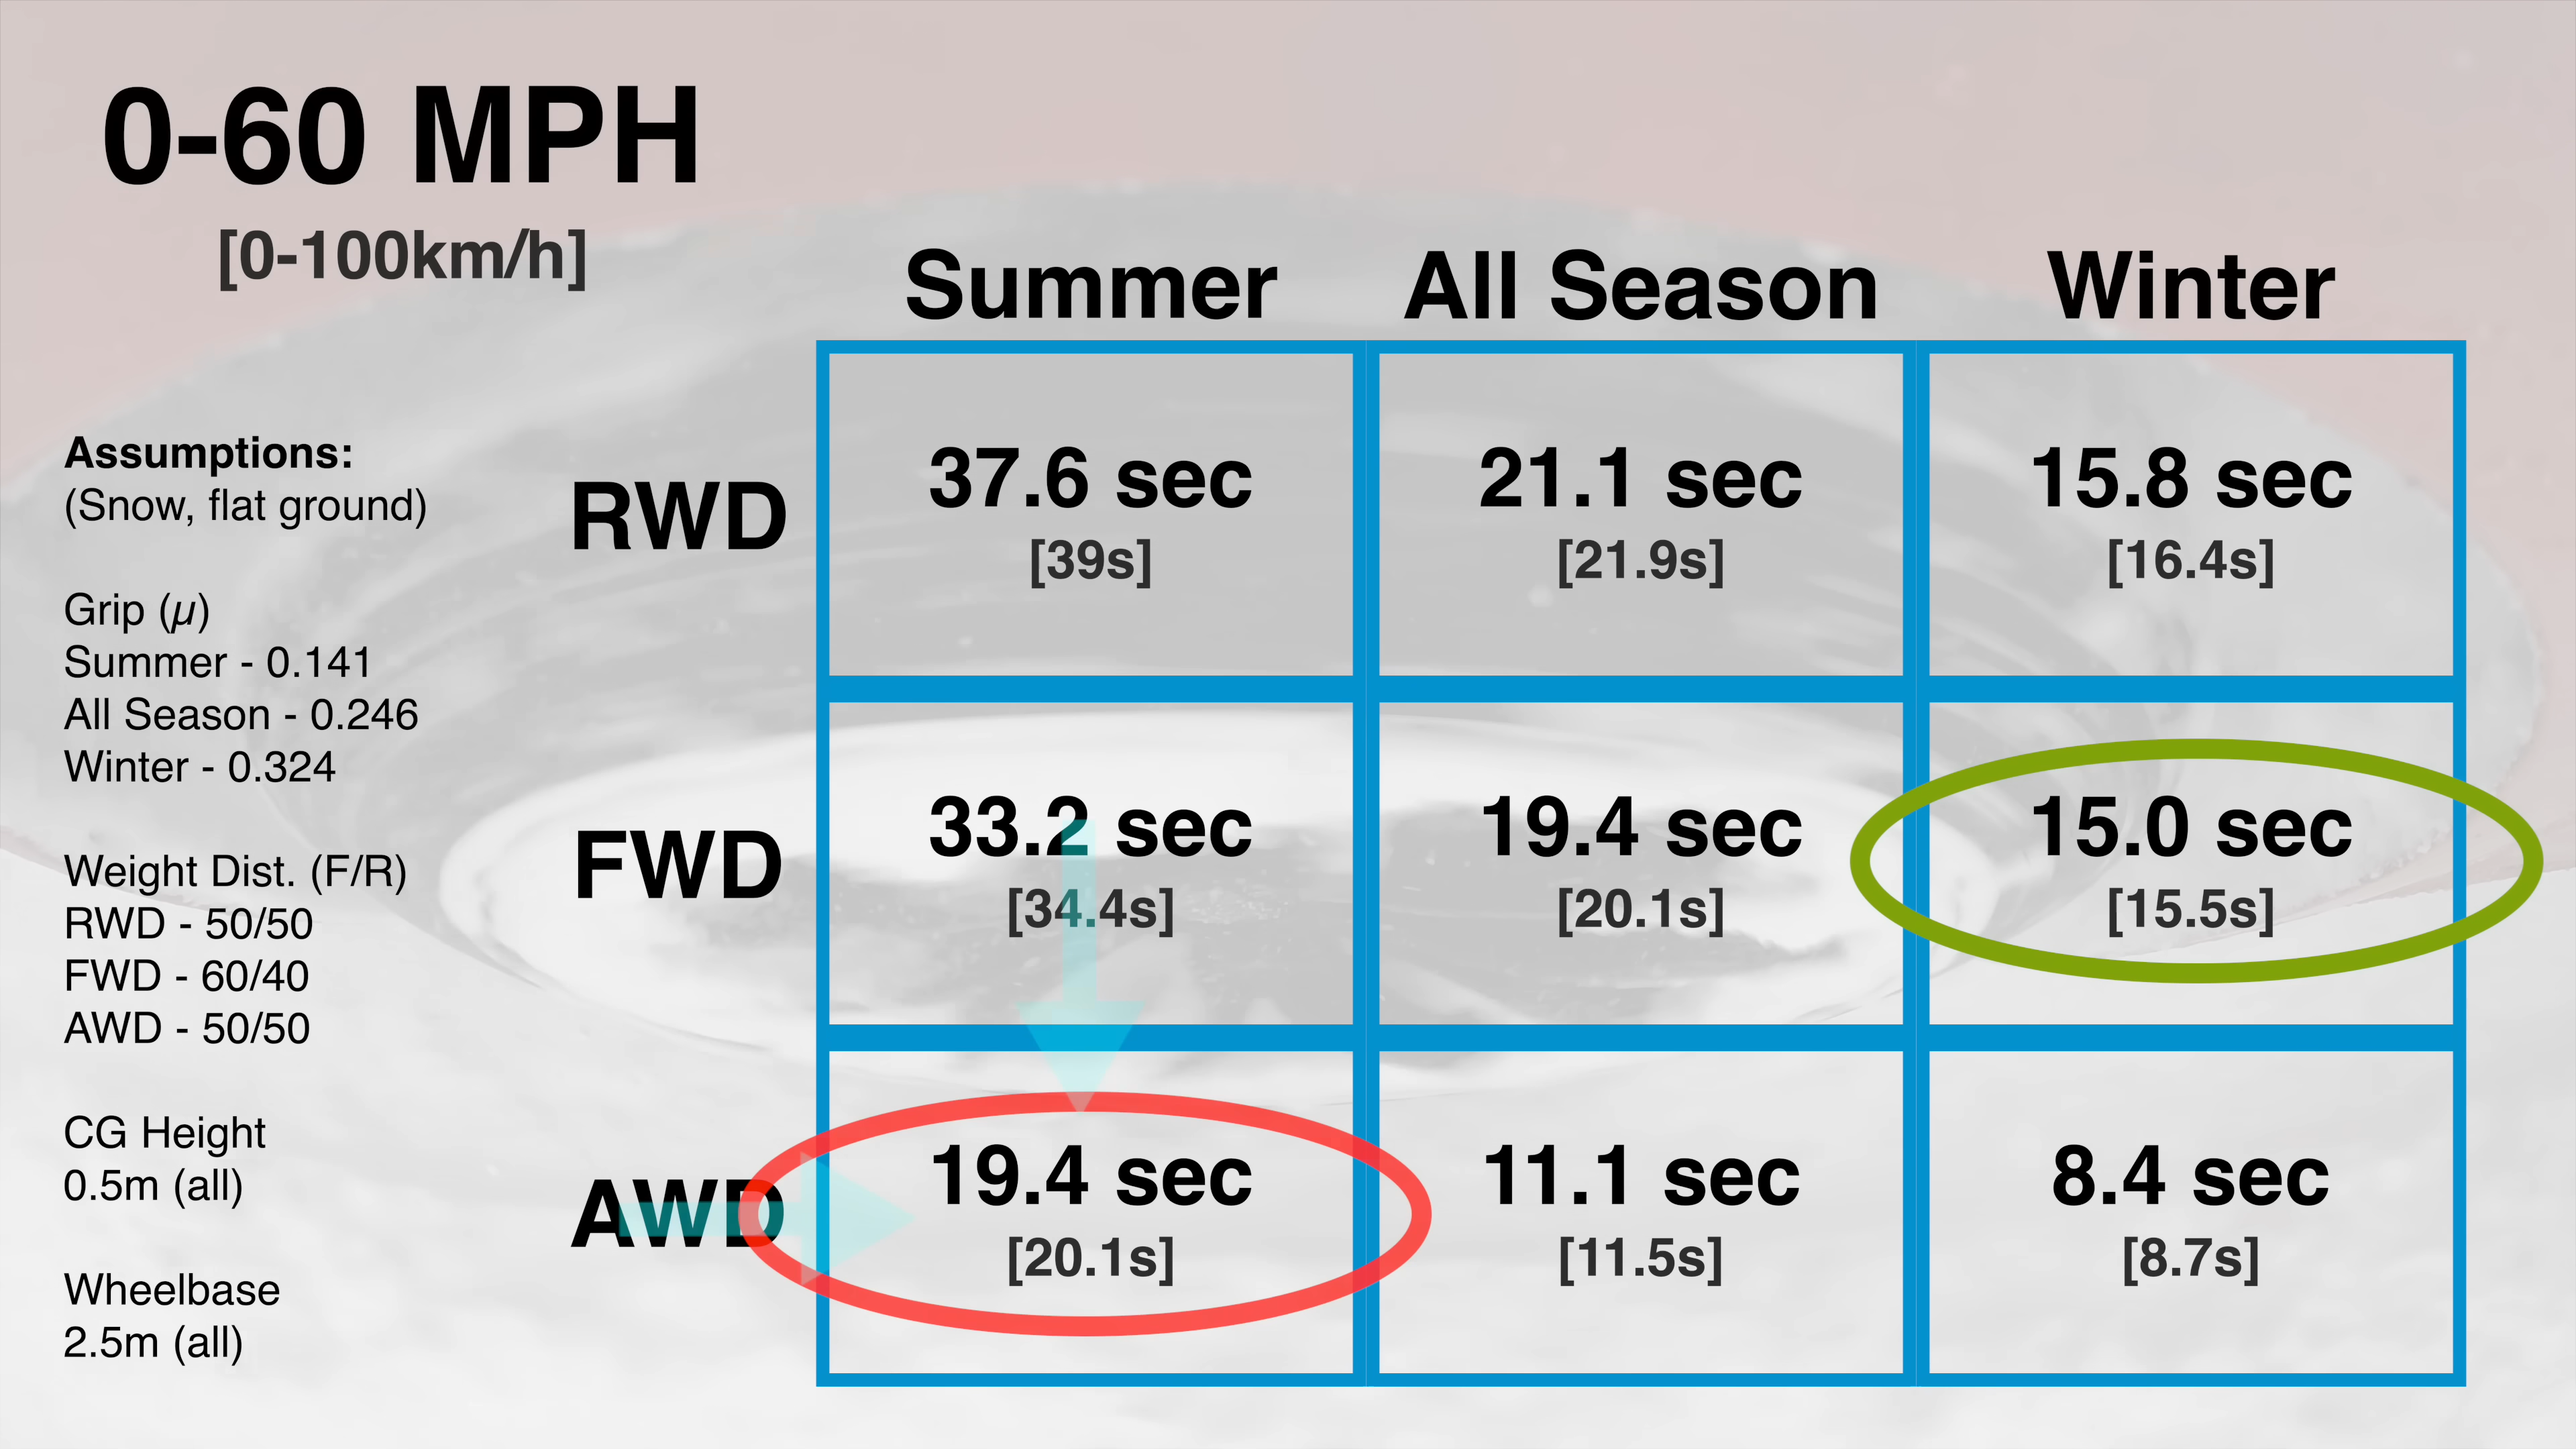 0-60 MPH
[0-100km/h]
Summer
All Season
Winter
Assumptions:
(Snow, flat ground)
Grip (µ)
Summer - 0.141
All Season - 0.246
Winter - 0.324
Weight Dist. (F/R)
RWD - 50/50
FWD - 60/40
AWD - 50/50
CG Height
0.5m (all)
Wheelbase
2.5m (all)
RWD
37.6 sec
[39s]
21.1 sec
[21.9s]
15.8 sec
[16.4s]
FWD
33.2 sec
[34.4s]
19.4 sec
[20.1s]
15.0 sec
[15.5s]
AWD
19.4 sec
[20.1s]
11.1 sec
[11.5s]
8.4 sec
[8.7s]